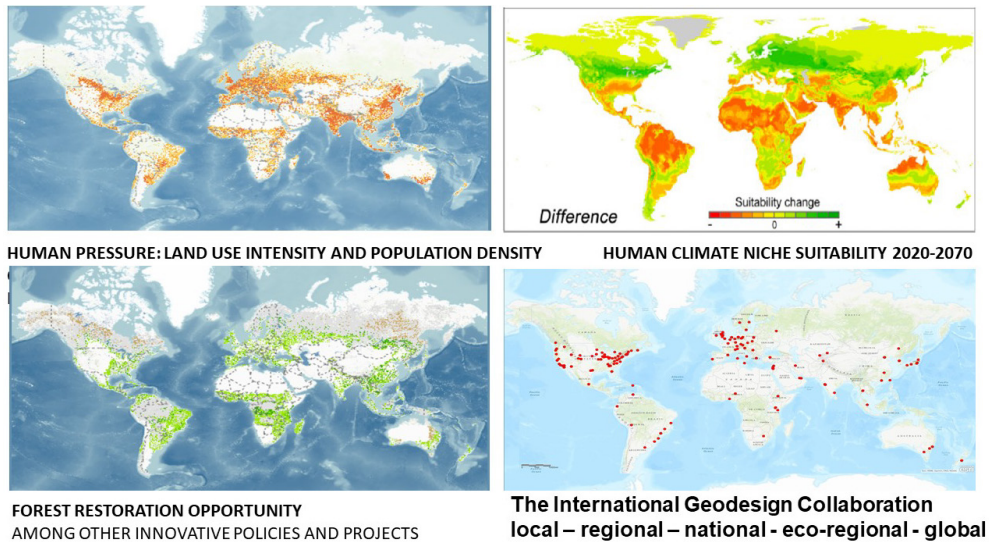 Difference
Suitability change
- 0 +
HUMAN PRESSURE: LAND USE INTENSITY AND POPULATION DENSITY
HUMAN CLIMATE NICHE SUITABILITY 2020-2070
FOREST RESTORATION OPPORTUNITY
AMONG OTHER INNOVATIVE POLICIES AND PROJECTS
The International Geodesign Collaboration
local – regional – national - eco-regional - global